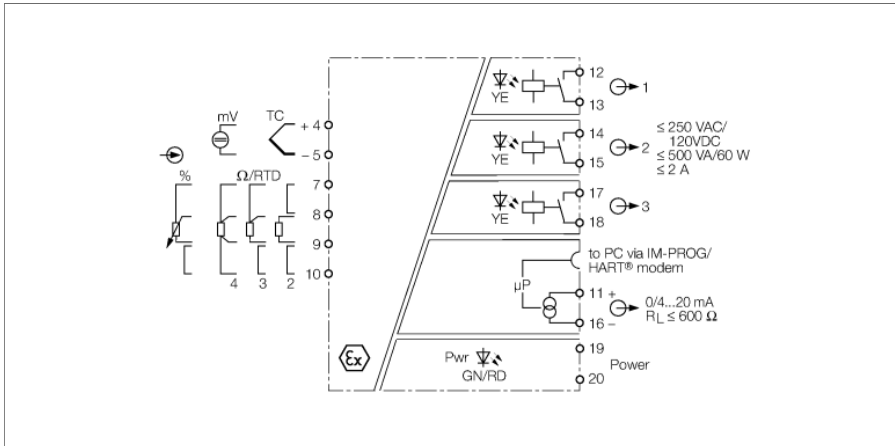 mV
TC
+ 4
− 5
%
Ω/RTD
7
8
9
10
4 3 2
Ex
YE
12
13
1
YE
14
15
2
≤ 250 VAC/
120VDC
≤ 500 VA/60 W
≤ 2 A
YE
17
18
3
to PC via IM-PROG/
HART® modem
µP
11 +
16 −
0/4...20 mA
RL ≤ 600 Ω
Pwr
GN/RD
19
20
Power